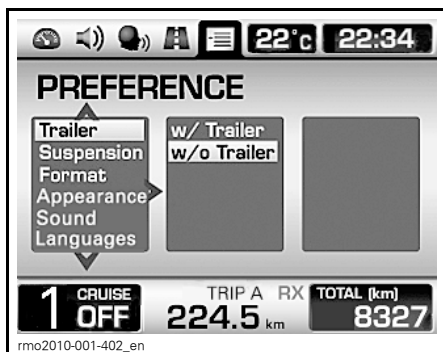 22°c 22:34
PREFERENCE
Trailer
Suspension
Format
Appearance
Sound
Languages
w/ Trailer
w/o Trailer
1 CRUISE OFF
TRIP A RX
224.5 km
TOTAL (km)
8327
rmo2010-001-402_en